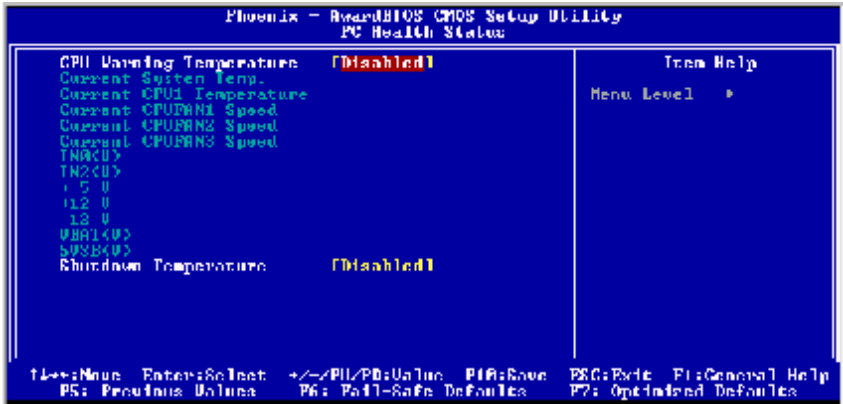 Phoenix - AwardBIOS CMOS Setup Utility
PC Health Status
CPU Warning Temperature [Disabled]
Current System Temp.
Current CPU1 Temperature
Current CPUFAN1 Speed
Current CPUFAN2 Speed
Current CPUFAN3 Speed
IN0(V)
IN2(V)
+ 5 V
+12 V
-12 V
VBAT(V)
5VSB(V)
Shutdown Temperature [Disabled]
Item Help
Menu Level ▸
↑↓→←:Move Enter:Select +/-/PU/PD:Value F10:Save ESC:Exit F1:General Help
F5: Previous Values F6: Fail-Safe Defaults F7: Optimized Defaults